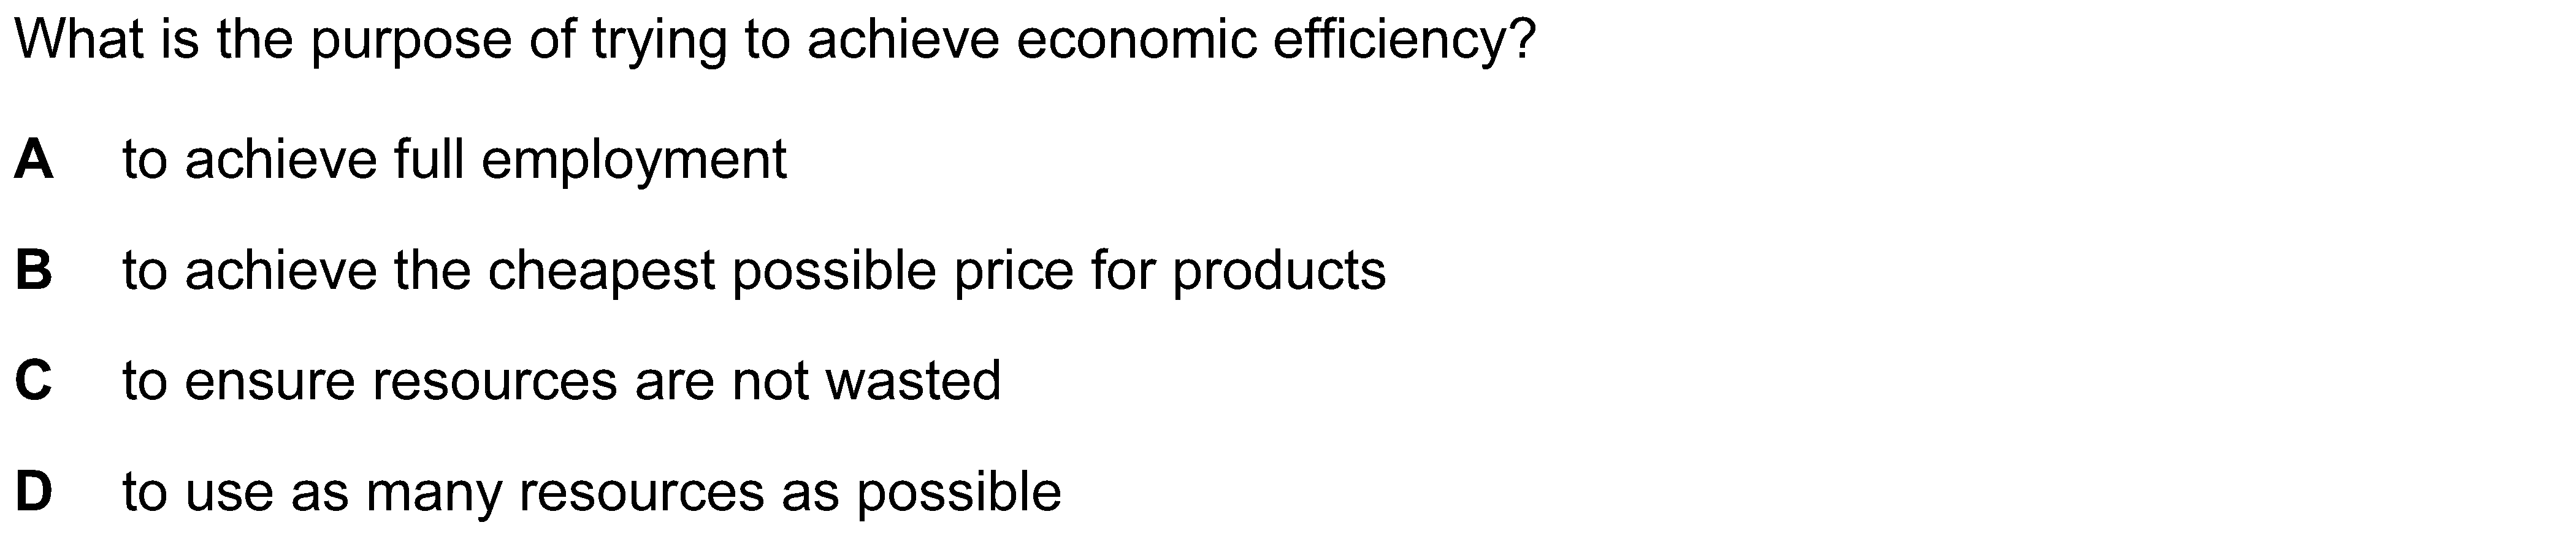 What is the purpose of trying to achieve economic efficiency?
A to achieve full employment
B to achieve the cheapest possible price for products
C to ensure resources are not wasted
D to use as many resources as possible